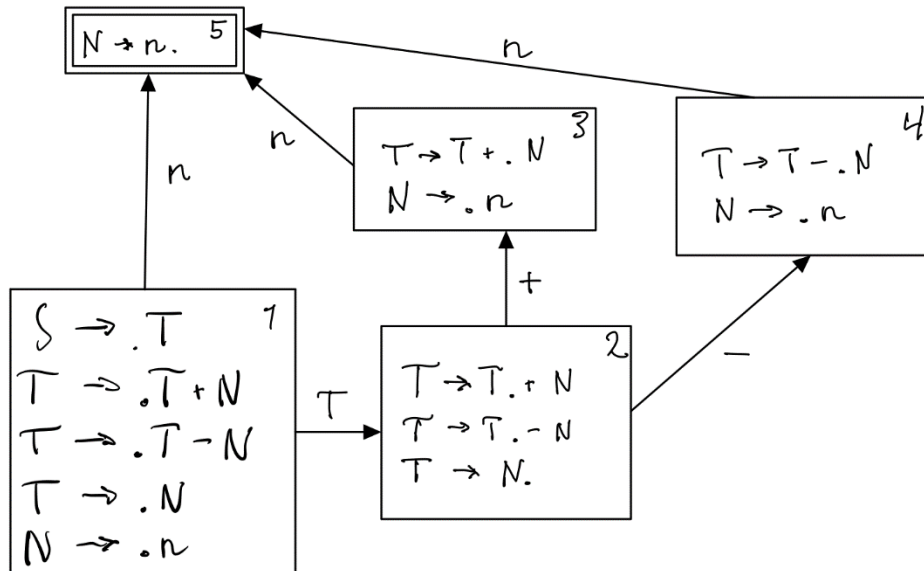 N → n. 5
n
n
n
3
T → T + . N
N → . n
4
T → T - . N
N → . n
+
-
1
S → . T
T → . T + N
T → . T - N
T → . N
N → . n
T
2
T → T . + N
T → T . - N
T → N.